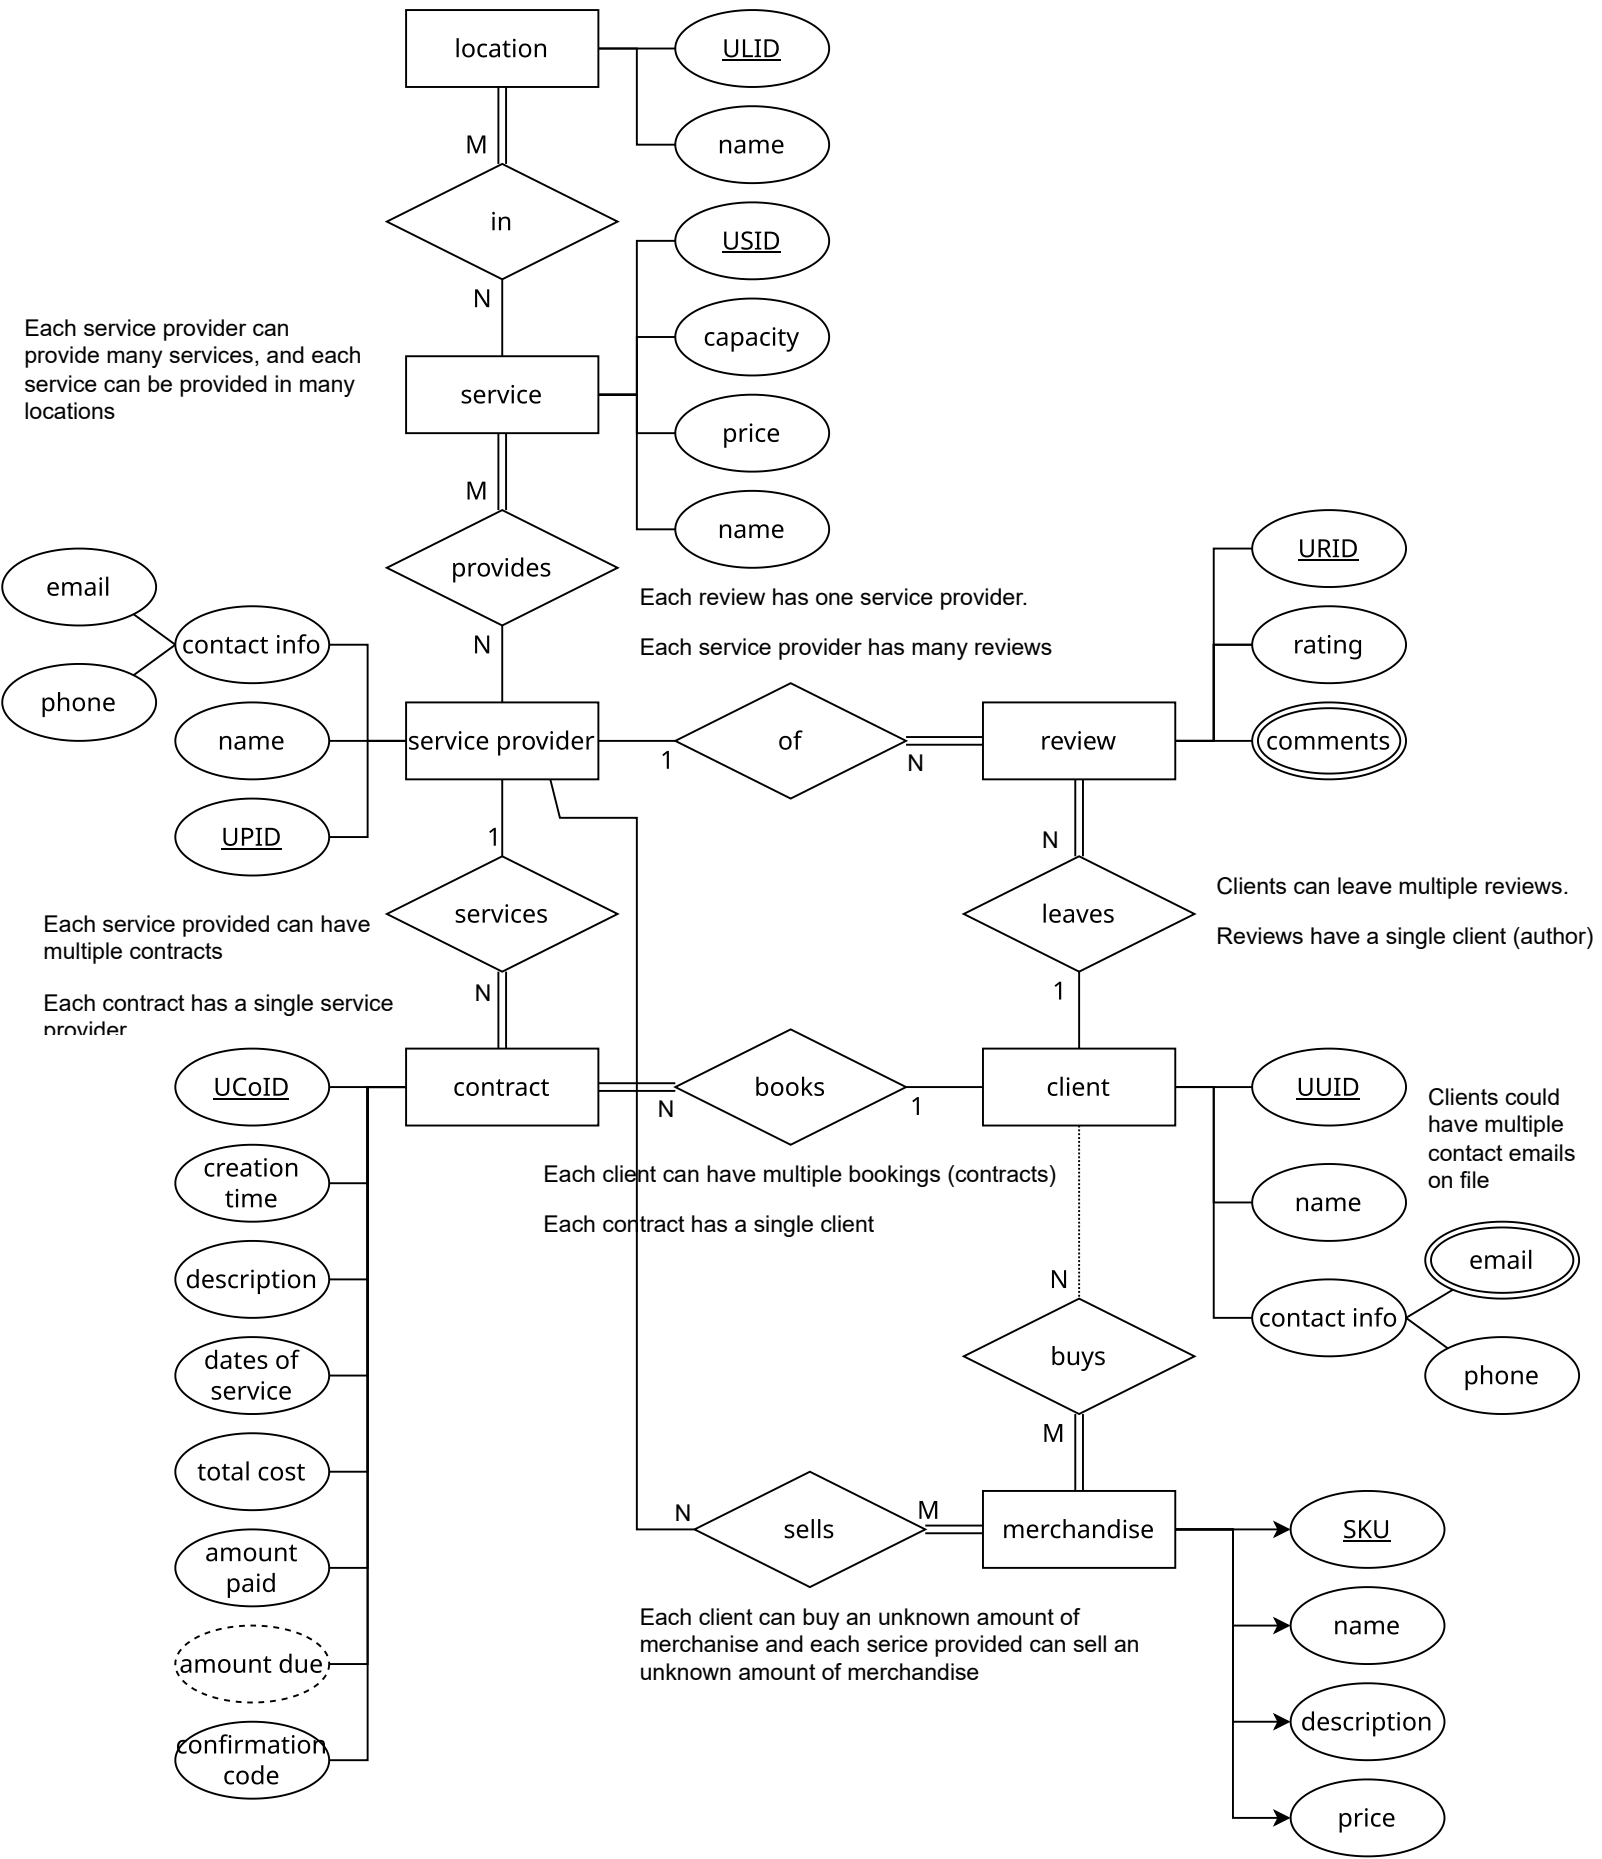 location
ULID
M
name
in
USID
N
capacity
Each service provider can
provide many services, and each
service can be provided in many
locations
service
price
M
name
provides
URID
email
contact info
phone
N
Each review has one service provider.
Each service provider has many reviews
rating
name
service provider
1
of
N
review
comments
UPID
1
N
services
leaves
Clients can leave multiple reviews.
Reviews have a single client (author)
Each service provided can have
multiple contracts
Each contract has a single service
provider
N
1
UCoID
contract
N
books
1
client
UUID
Clients could
have multiple
contact emails
on file
creation
time
Each client can have multiple bookings (contracts)
Each contract has a single client
name
email
description
N
contact info
buys
phone
dates of
service
M
total cost
N
sells
M
merchandise
SKU
amount
paid
Each client can buy an unknown amount of
merchanise and each serice provided can sell an
unknown amount of merchandise
name
amount due
description
confirmation
code
price